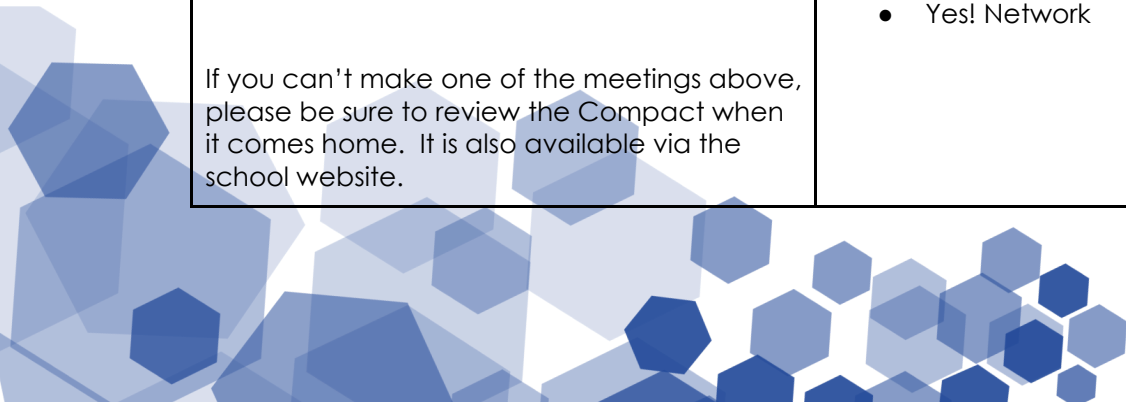 ● Yes! Network
If you can’t make one of the meetings above,
please be sure to review the Compact when
it comes home.  It is also available via the
school website.